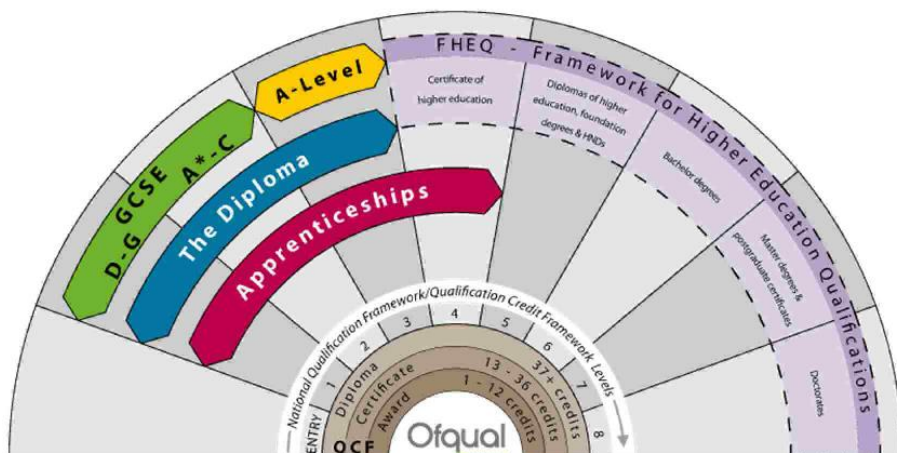 FHEQ - Framework for Higher Education Qualifications
A-Level
GCSE
D-G A*-C
The Diploma
Apprenticeships
Certificate of
higher education
Diplomas of higher
education, foundation
degrees & HNDs
Bachelor degrees
Master degrees &
postgraduate certificates
Doctorates
National Qualification Framework/Qualification Credit Framework Levels
ENTRY 1 2 3 4 5 6 7 8
Diploma 37+ credits
Certificate 13 - 36 credits
Award 1 - 12 credits
QCF
Ofqual